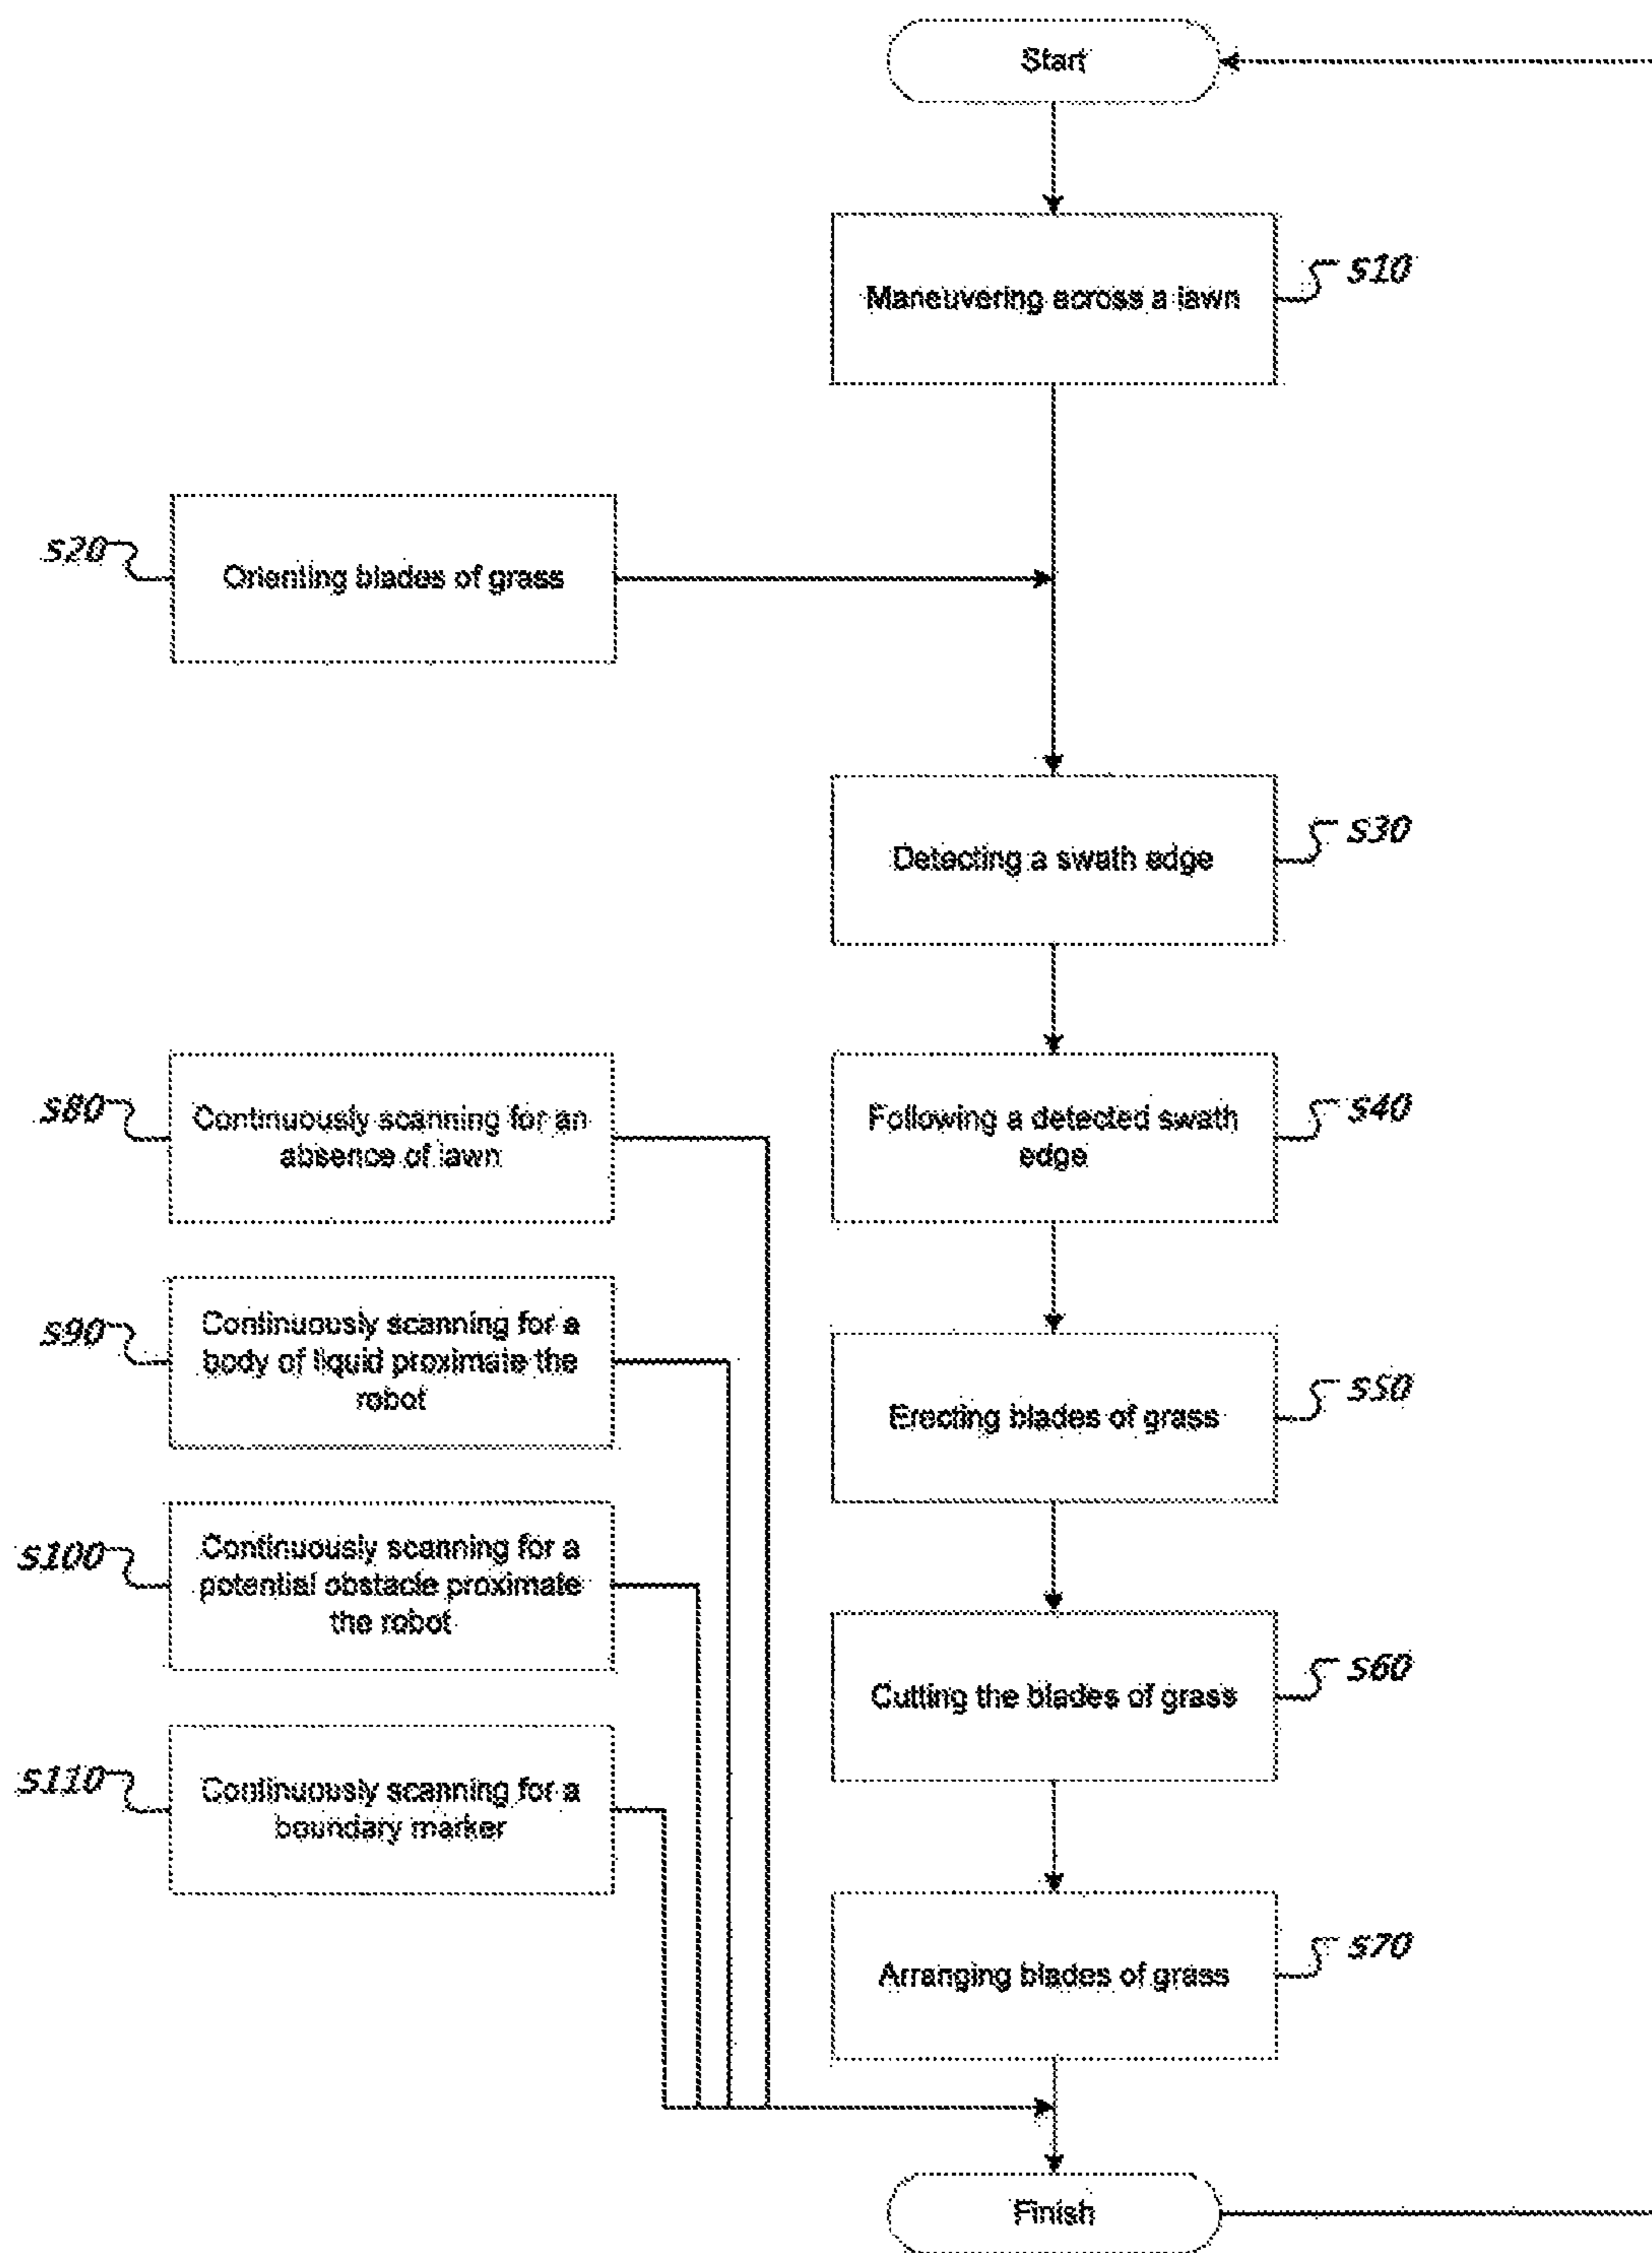 Start
Maneuvering across a lawn
S10
S20
Orienting blades of grass
Detecting a swath edge
S30
S80
Continuously scanning for an
absence of lawn
Following a detected swath
edge
S40
S90
Continuously scanning for a
body of liquid proximate the
robot
Erecting blades of grass
S50
S100
Continuously scanning for a
potential obstacle proximate
the robot
Cutting the blades of grass
S60
S110
Continuously scanning for a
boundary marker
Arranging blades of grass
S70
Finish